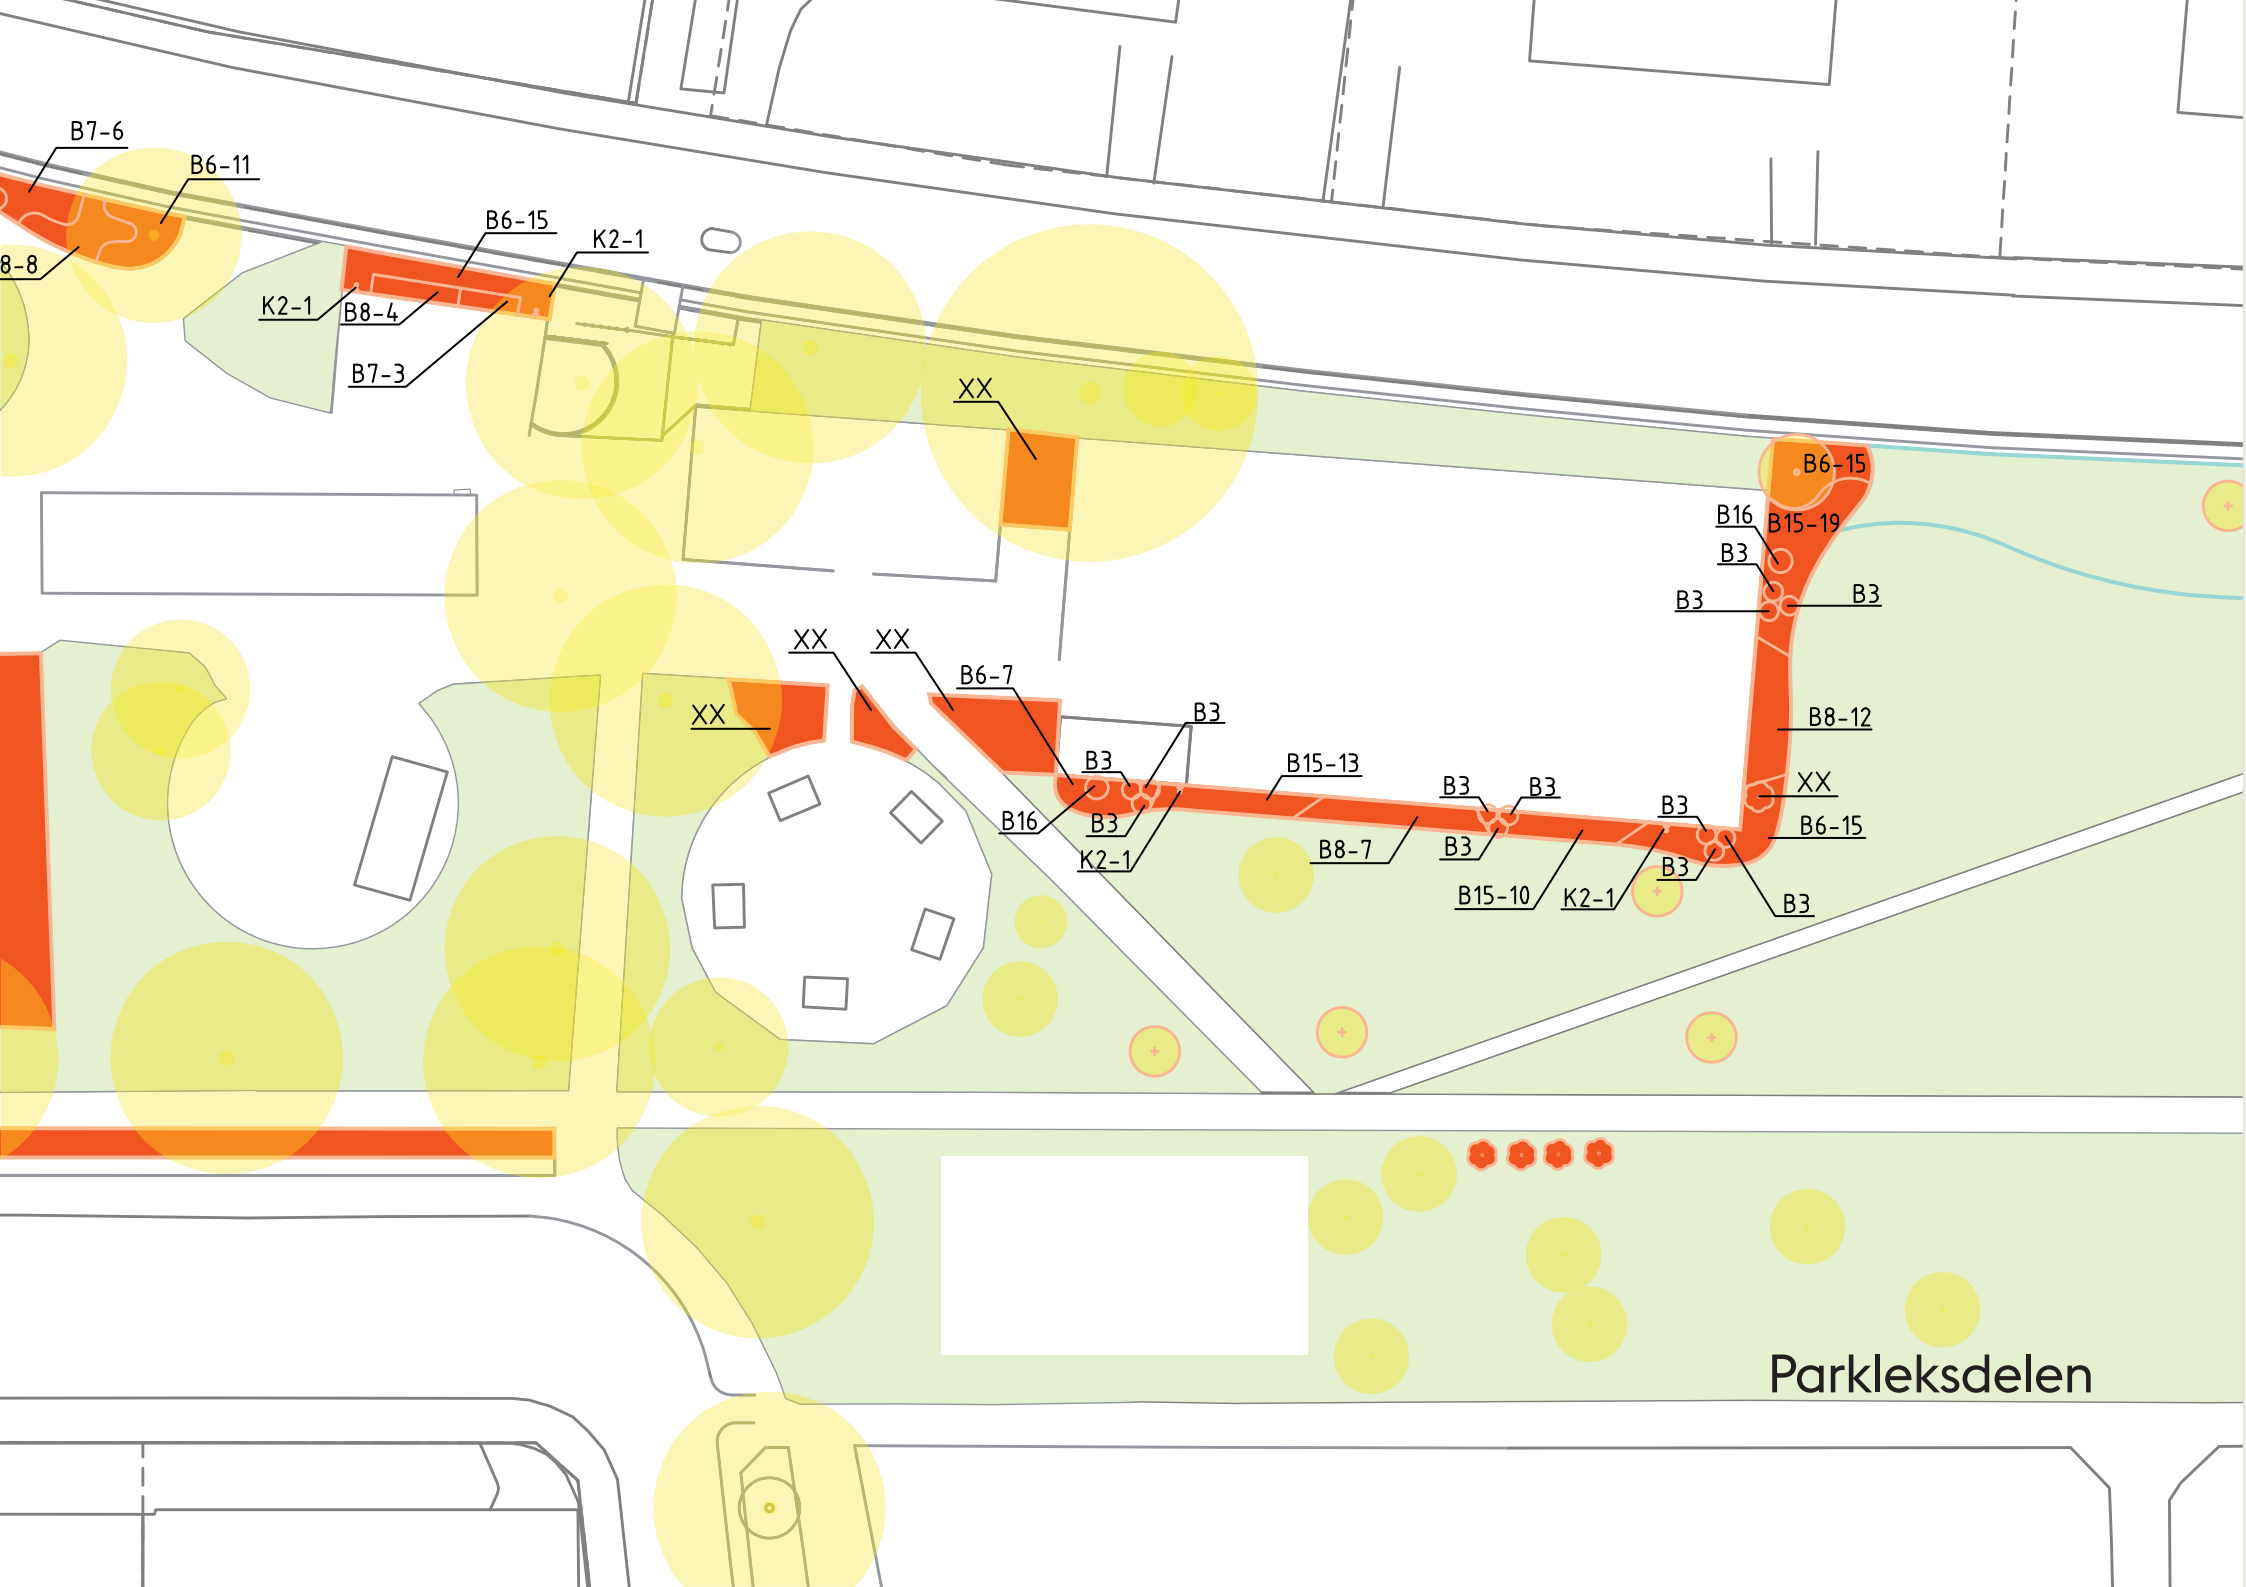 B7-6
B6-11
B6-15
K2-1
8-8
K2-1
B8-4
B7-3
XX
B6-15
B16
B15-19
B3
B3
B3
XX
XX
B6-7
XX
B3
B8-12
B3
B15-13
B3
B3
XX
B16
B3
B3
B6-15
K2-1
B8-7
B3
B3
B15-10
K2-1
B3
Parkleksdelen